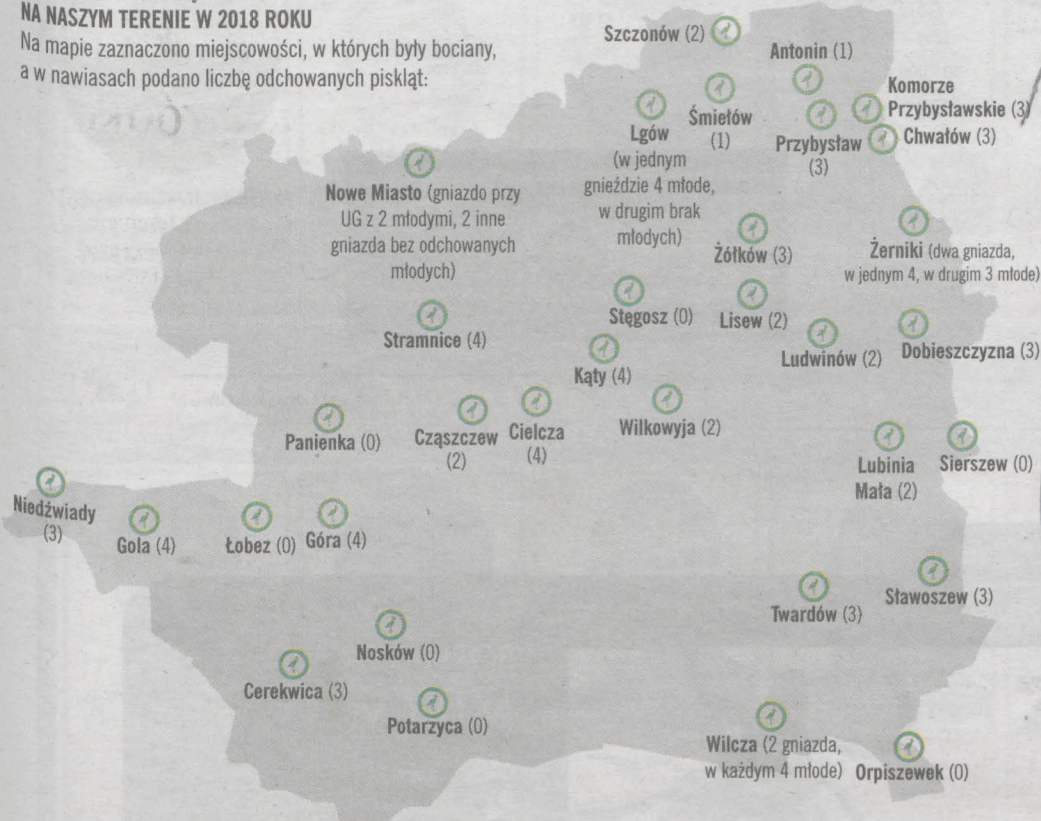 NA NASZYM TERENIE W 2018 ROKU
Na mapie zaznaczono miejscowości, w których były bociany,
a w nawiasach podano liczbę odchowanych piskląt:
Szczonów (2)
Antonin (1)
Komorze
Przybysławskie (3)
Lgów
(w jednym
gnieździe 4 młode,
w drugim brak
młodych)
Śmiełów
(1)
Przybysław
(3)
Chwałów (3)
Nowe Miasto (gniazdo przy
UG z 2 młodymi, 2 inne
gniazda bez odchowanych
młodych)
Żółków (3)
Żerniki (dwa gniazda,
w jednym 4, w drugim 3 młode)
Stramnice (4)
Stęgosz (0)
Lisew (2)
Ludwinów (2)
Dobieszczyzna (3)
Kąty (4)
Panienka (0)
Cząszczew
(2)
Cielcza
(4)
Wilkowyja (2)
Lubinia
Mała (2)
Sierszew (0)
Niedźwiady
(3)
Gola (4)
Łobez (0)
Góra (4)
Twardów (3)
Sławoszew (3)
Nosków (0)
Cerekwica (3)
Potarzyca (0)
Wilcza (2 gniazda,
w każdym 4 młode)
Orpiszewek (0)